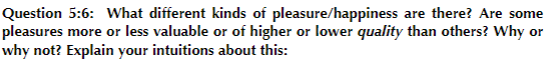 Question 5:6: What different kinds of pleasure/happiness are there? Are some
pleasures more or less valuable or of higher or lower quality than others? Why or
why not? Explain your intuitions about this: